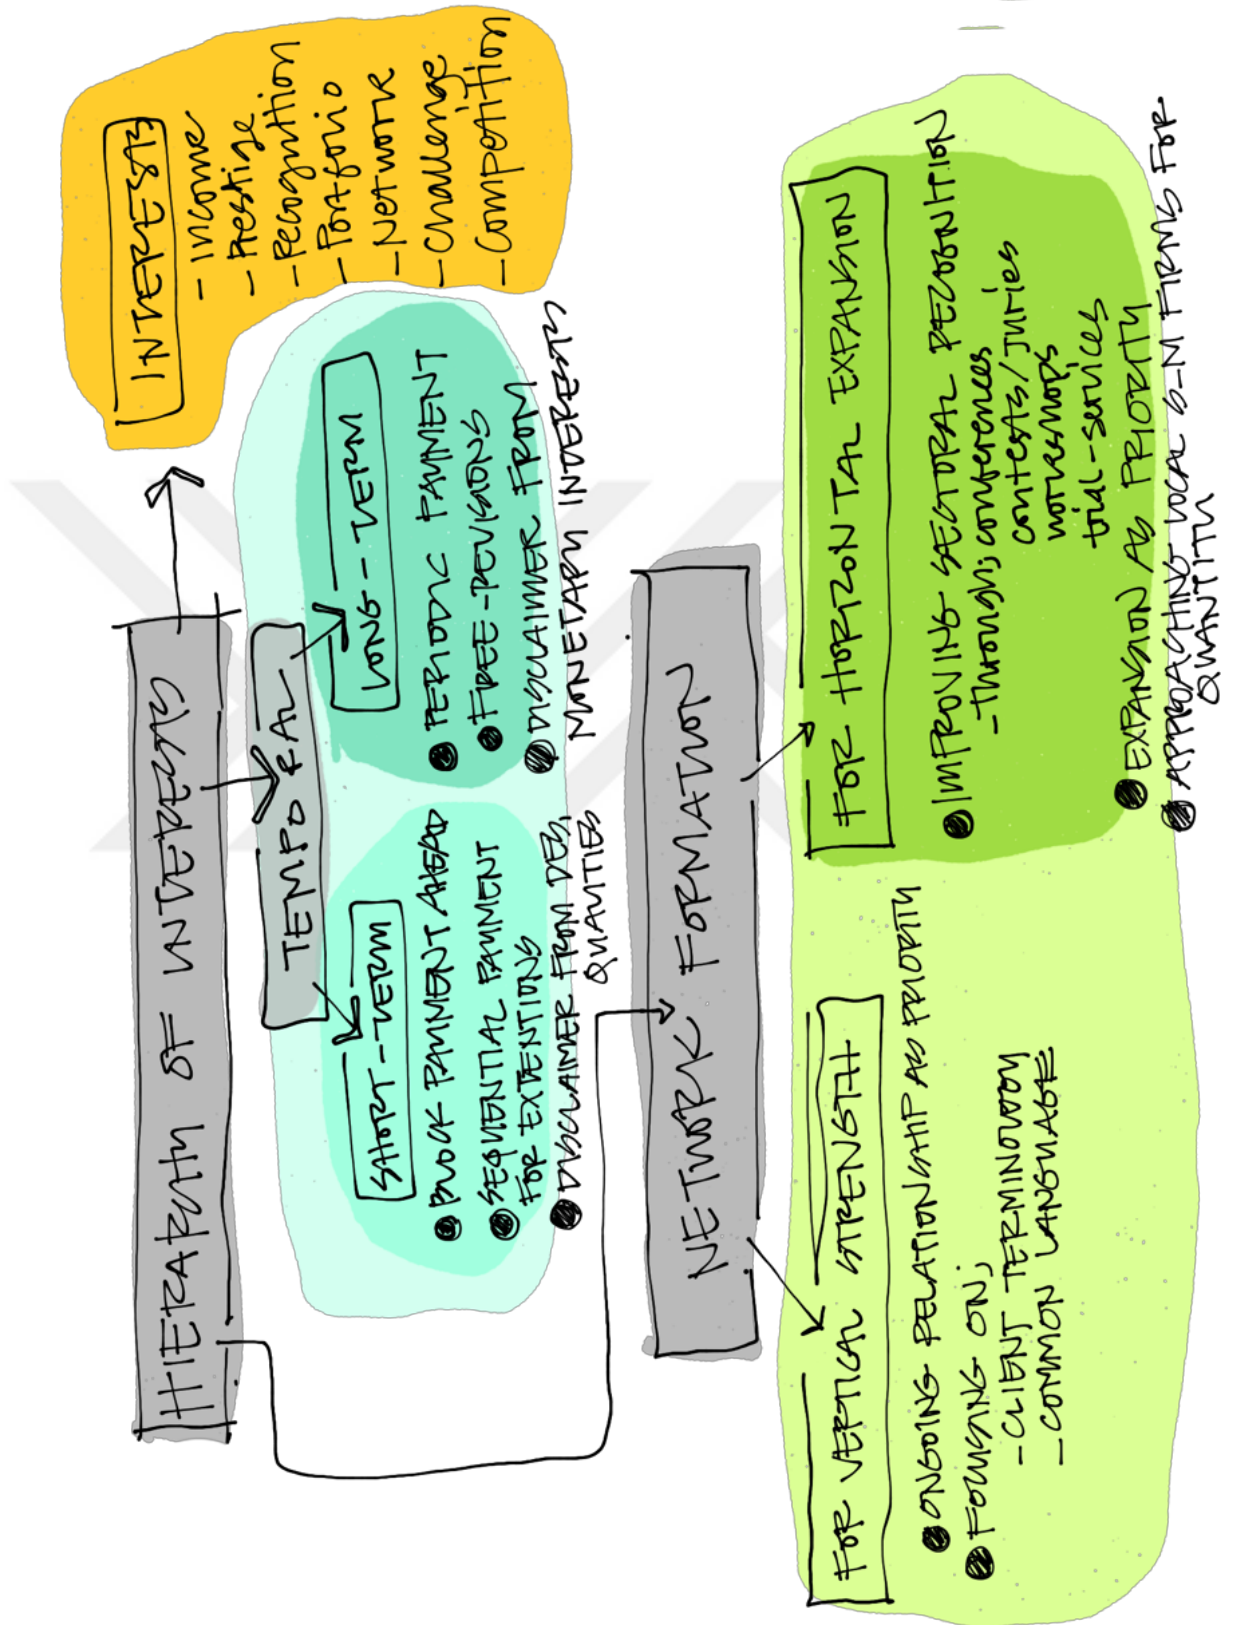 HIERARHY OF INTERESTS
INTERESTS
- Income
- Prestige
- Recognition
- Portfolio
- Network
- Challenge
- Competition
TEMPORAL
SHORT-TERM
BLOCK PAYMENT AHEAD
SEQUENTIAL PAYMENT
FOR EXTENTIONS
DISCLAIMER FROM DES,
QUALITIES
LONG-TERM
PERIODIC PAYMENT
FREE-REVISIONS
DISCLAIMER FROM
MONETARY INTERESTS
NETWORK FORMATION
FOR VERTICAL STRENGTH
ONGOING RELATIONSHIP AS PRIORITY
FOCUSING ON;
- CLIENT TERMINOLOGY
- COMMON LANGUAGE
FOR HORIZONTAL EXPANSION
IMPROVING SECTORAL RECOGNITION
- Through; conferences
contests/juries
workshops
trial-services
EXPANSION AS PRIORITY
APPROACHING LOCAL S-M FIRMS FOR
QUANTITY